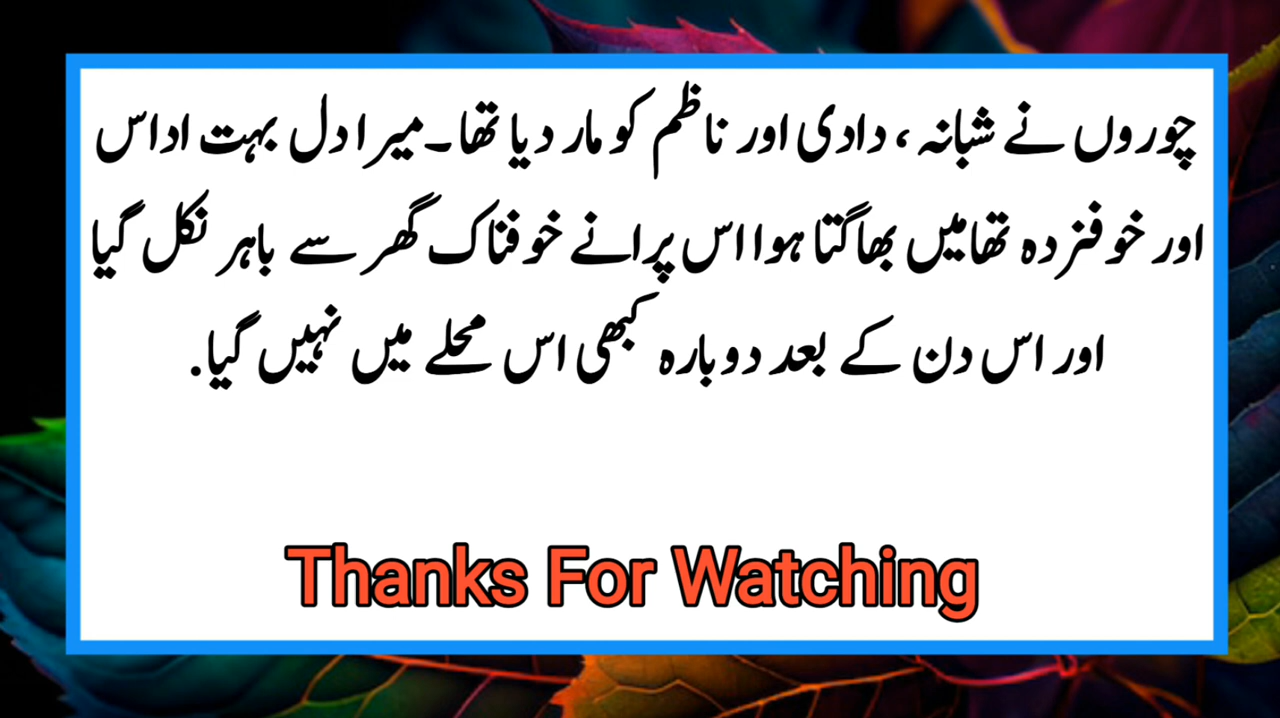 چوروں نے شبانہ، دادی اور ناظم کو مار دیا تھا۔میرا دل بہت اداس
اور خوفزدہ تھامیں بھاگتا ہوا اس پرانے خوفناک گھر سے باہر نکل گیا
اور اس دن کے بعد دوبارہ کبھی اس محلے میں نہیں گیا.
Thanks For Watching